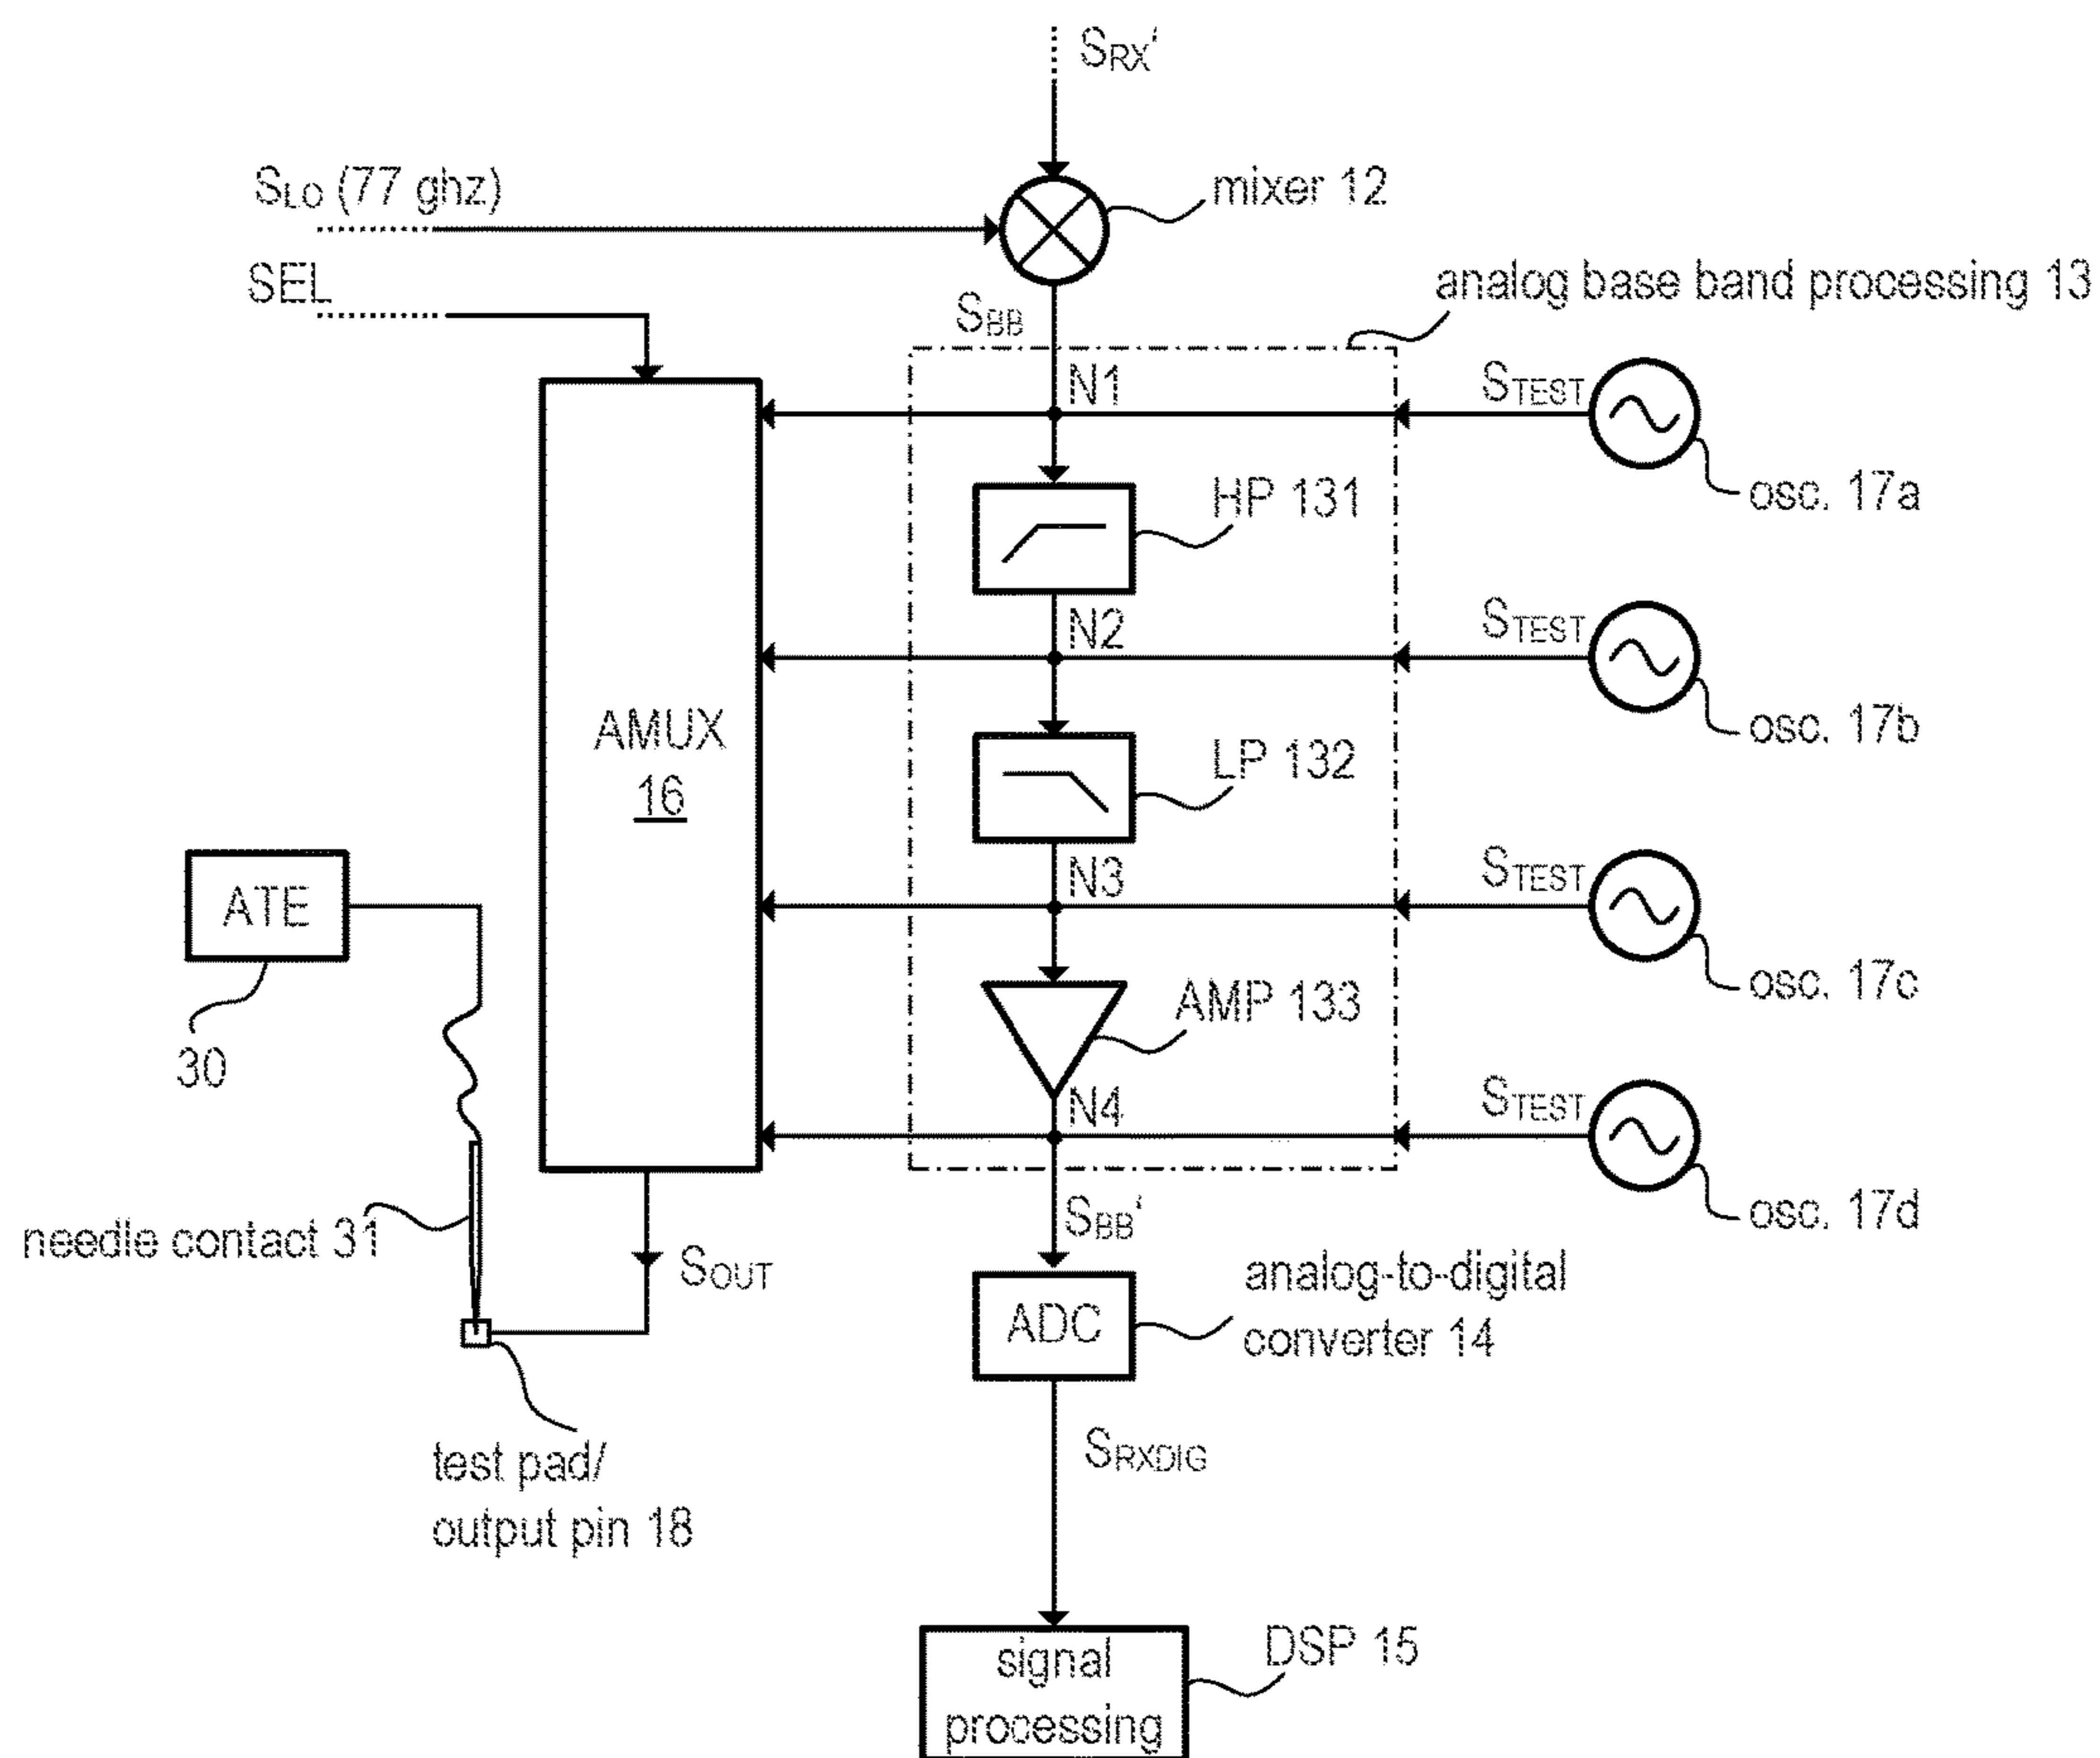 SRX'
SLO (77 ghz)
mixer 12
SEL
analog base band processing 13
SBB
N1
STEST
osc. 17a
HP 131
N2
STEST
osc. 17b
AMUX
16
LP 132
N3
STEST
osc. 17c
ATE
30
AMP 133
N4
STEST
osc. 17d
needle contact 31
SOUT
SBB'
ADC
analog-to-digital
converter 14
test pad/
output pin 18
SRXDIG
signal
processing
DSP 15